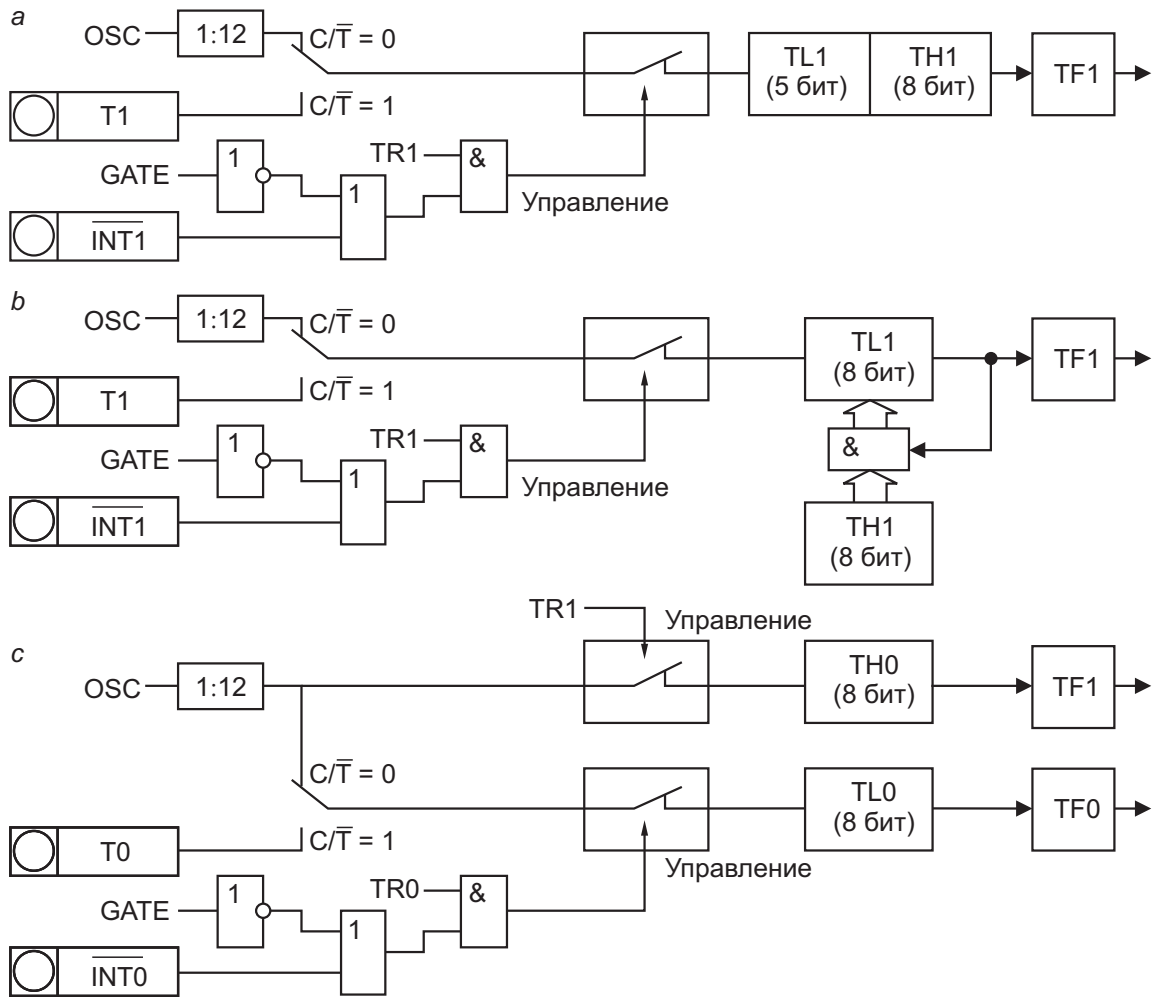 a
OSC
1:12
C/T̅ = 0
TL1
(5 бит)
TH1
(8 бит)
TF1
T1
C/T̅ = 1
GATE
1
1
TR1
&
Управление
I̅N̅T̅1̅
b
OSC
1:12
C/T̅ = 0
TL1
(8 бит)
TF1
T1
C/T̅ = 1
GATE
1
1
TR1
&
Управление
&
I̅N̅T̅1̅
TH1
(8 бит)
TR1
Управление
c
OSC
1:12
TH0
(8 бит)
TF1
C/T̅ = 0
TL0
(8 бит)
TF0
T0
C/T̅ = 1
Управление
GATE
1
1
TR0
&
I̅N̅T̅0̅